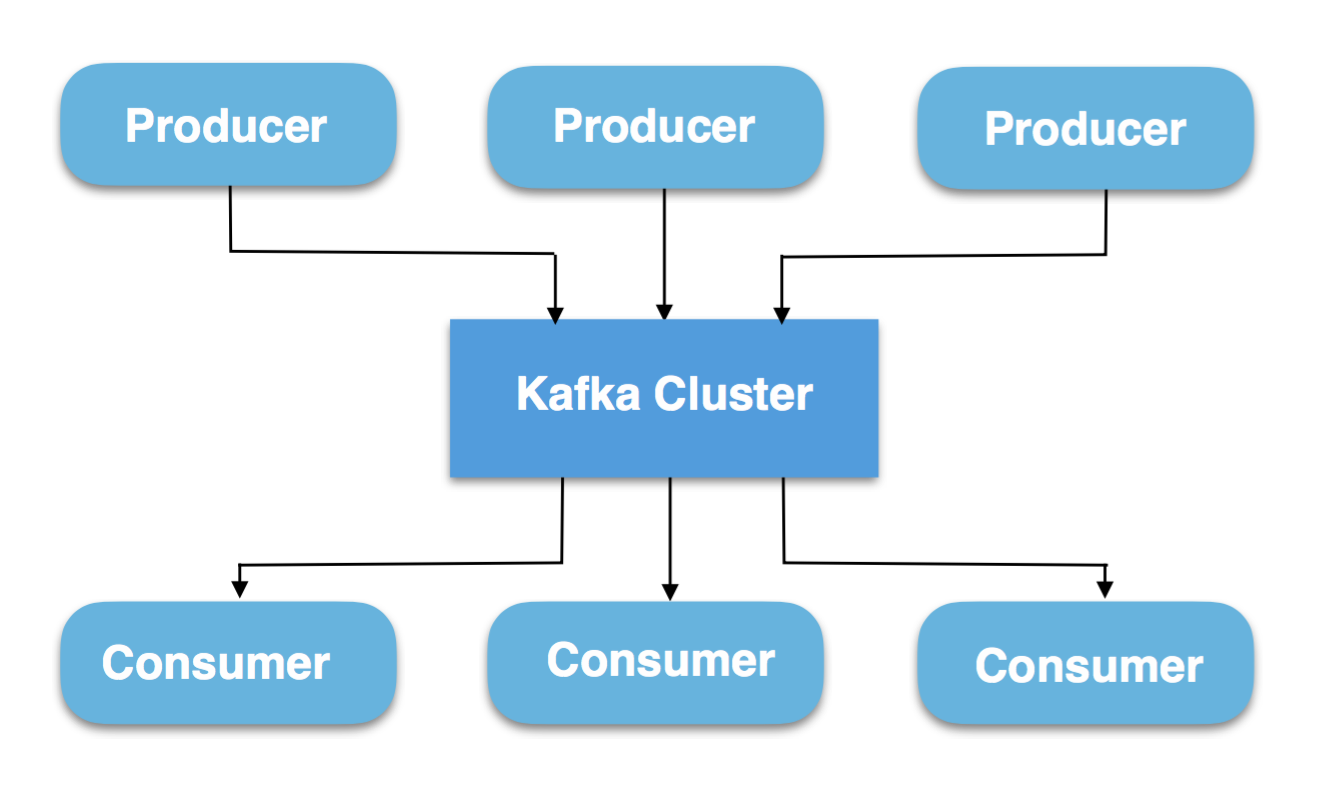 Producer
Producer
Producer
Kafka Cluster
Consumer
Consumer
Consumer